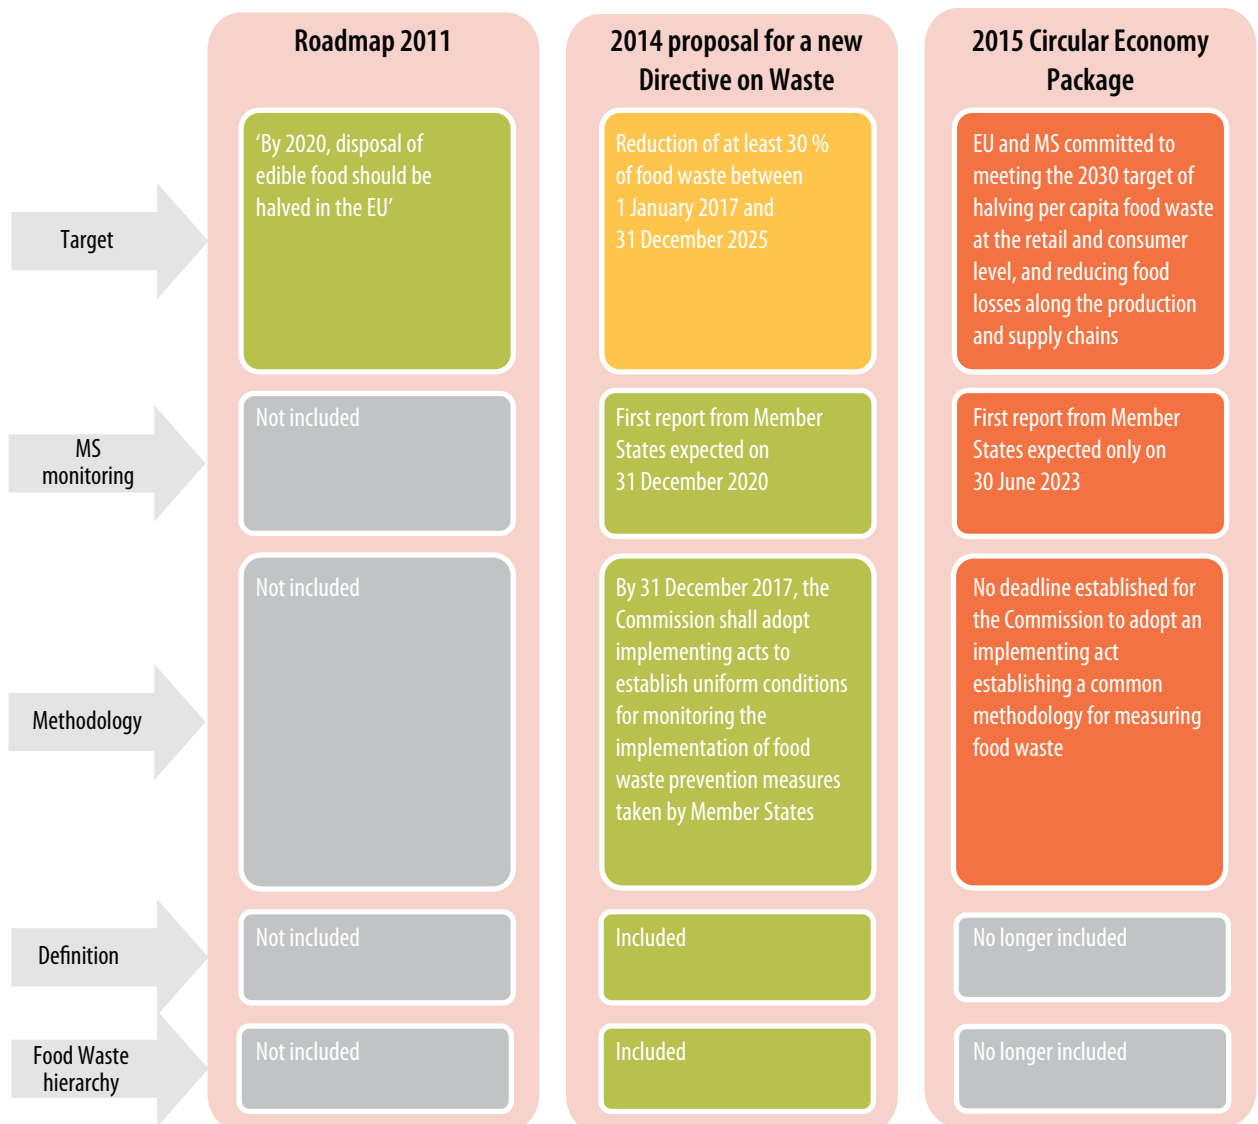 Roadmap 2011
2014 proposal for a new
Directive on Waste
2015 Circular Economy
Package
Target
‘By 2020, disposal of
edible food should be
halved in the EU’
Reduction of at least 30 %
of food waste between
1 January 2017 and
31 December 2025
EU and MS committed to
meeting the 2030 target of
halving per capita food waste
at the retail and consumer
level, and reducing food
losses along the production
and supply chains
MS
monitoring
Not included
First report from Member
States expected on
31 December 2020
First report from Member
States expected only on
30 June 2023
Methodology
Not included
By 31 December 2017, the
Commission shall adopt
implementing acts to
establish uniform conditions
for monitoring the
implementation of food
waste prevention measures
taken by Member States
No deadline established for
the Commission to adopt an
implementing act
establishing a common
methodology for measuring
food waste
Definition
Not included
Included
No longer included
Food Waste
hierarchy
Not included
Included
No longer included